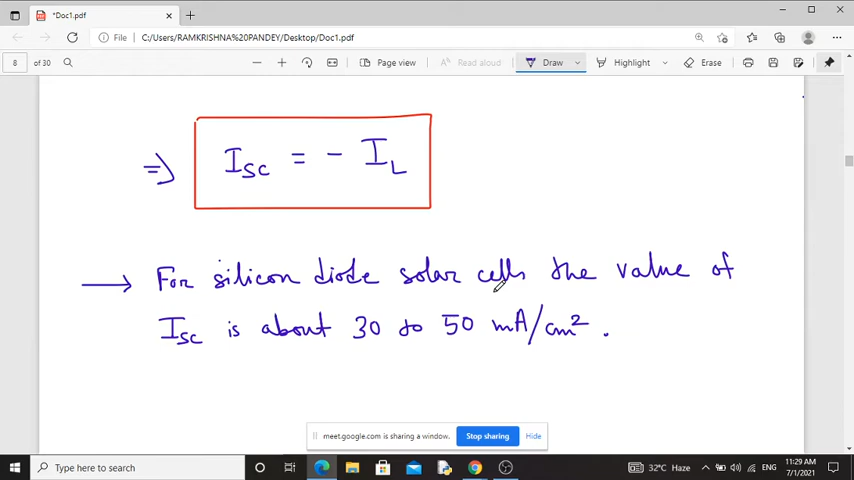 *Doc1.pdf
File C:/Users/RAMKRISHNA%20PANDEY/Desktop/Doc1.pdf
8 of 30 Page view Read aloud Draw Highlight Erase
=> ISC = - IL
→ For silicon diode solar cells the value of
ISC is about 30 to 50 mA/cm².
meet.google.com is sharing a window. Stop sharing Hide
Type here to search 32°C Haze ENG 11:29 AM
7/1/2021